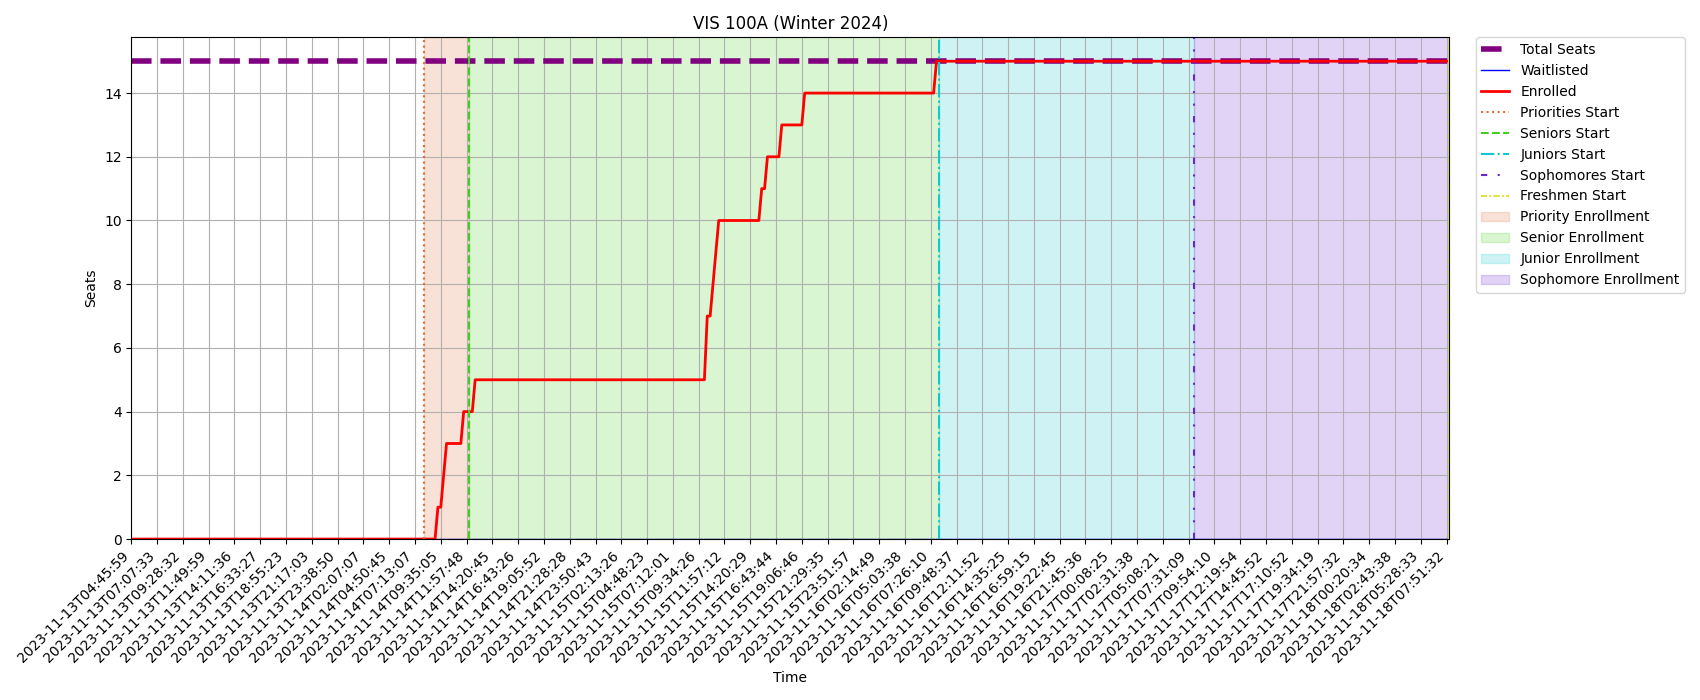 VIS 100A (Winter 2024)
Total Seats
Waitlisted
Enrolled
Priorities Start
Seniors Start
Juniors Start
Sophomores Start
Freshmen Start
Priority Enrollment
Senior Enrollment
Junior Enrollment
Sophomore Enrollment
Seats
14
12
10
8
6
4
2
0
2023-11-13T04:45:59
2023-11-13T07:07:33
2023-11-13T09:28:32
2023-11-13T11:49:59
2023-11-13T14:11:36
2023-11-13T16:33:27
2023-11-13T18:55:23
2023-11-13T21:17:03
2023-11-13T23:38:50
2023-11-14T02:07:07
2023-11-14T04:50:45
2023-11-14T07:13:07
2023-11-14T09:35:05
2023-11-14T11:57:48
2023-11-14T14:20:45
2023-11-14T16:43:26
2023-11-14T19:05:52
2023-11-14T21:28:28
2023-11-14T23:50:43
2023-11-15T02:13:26
2023-11-15T04:48:23
2023-11-15T07:12:01
2023-11-15T09:34:26
2023-11-15T11:57:12
2023-11-15T14:20:29
2023-11-15T16:43:44
2023-11-15T19:06:46
2023-11-15T21:29:35
2023-11-15T23:51:57
2023-11-16T02:14:49
2023-11-16T05:03:38
2023-11-16T07:26:10
2023-11-16T09:48:37
2023-11-16T12:11:52
2023-11-16T14:35:25
2023-11-16T16:59:15
2023-11-16T19:22:45
2023-11-16T21:45:36
2023-11-17T00:08:25
2023-11-17T02:31:38
2023-11-17T05:08:21
2023-11-17T07:31:09
2023-11-17T09:54:10
2023-11-17T12:19:54
2023-11-17T14:45:52
2023-11-17T17:10:52
2023-11-17T19:34:19
2023-11-17T21:57:32
2023-11-18T00:20:34
2023-11-18T02:43:38
2023-11-18T05:28:33
2023-11-18T07:51:32
Time